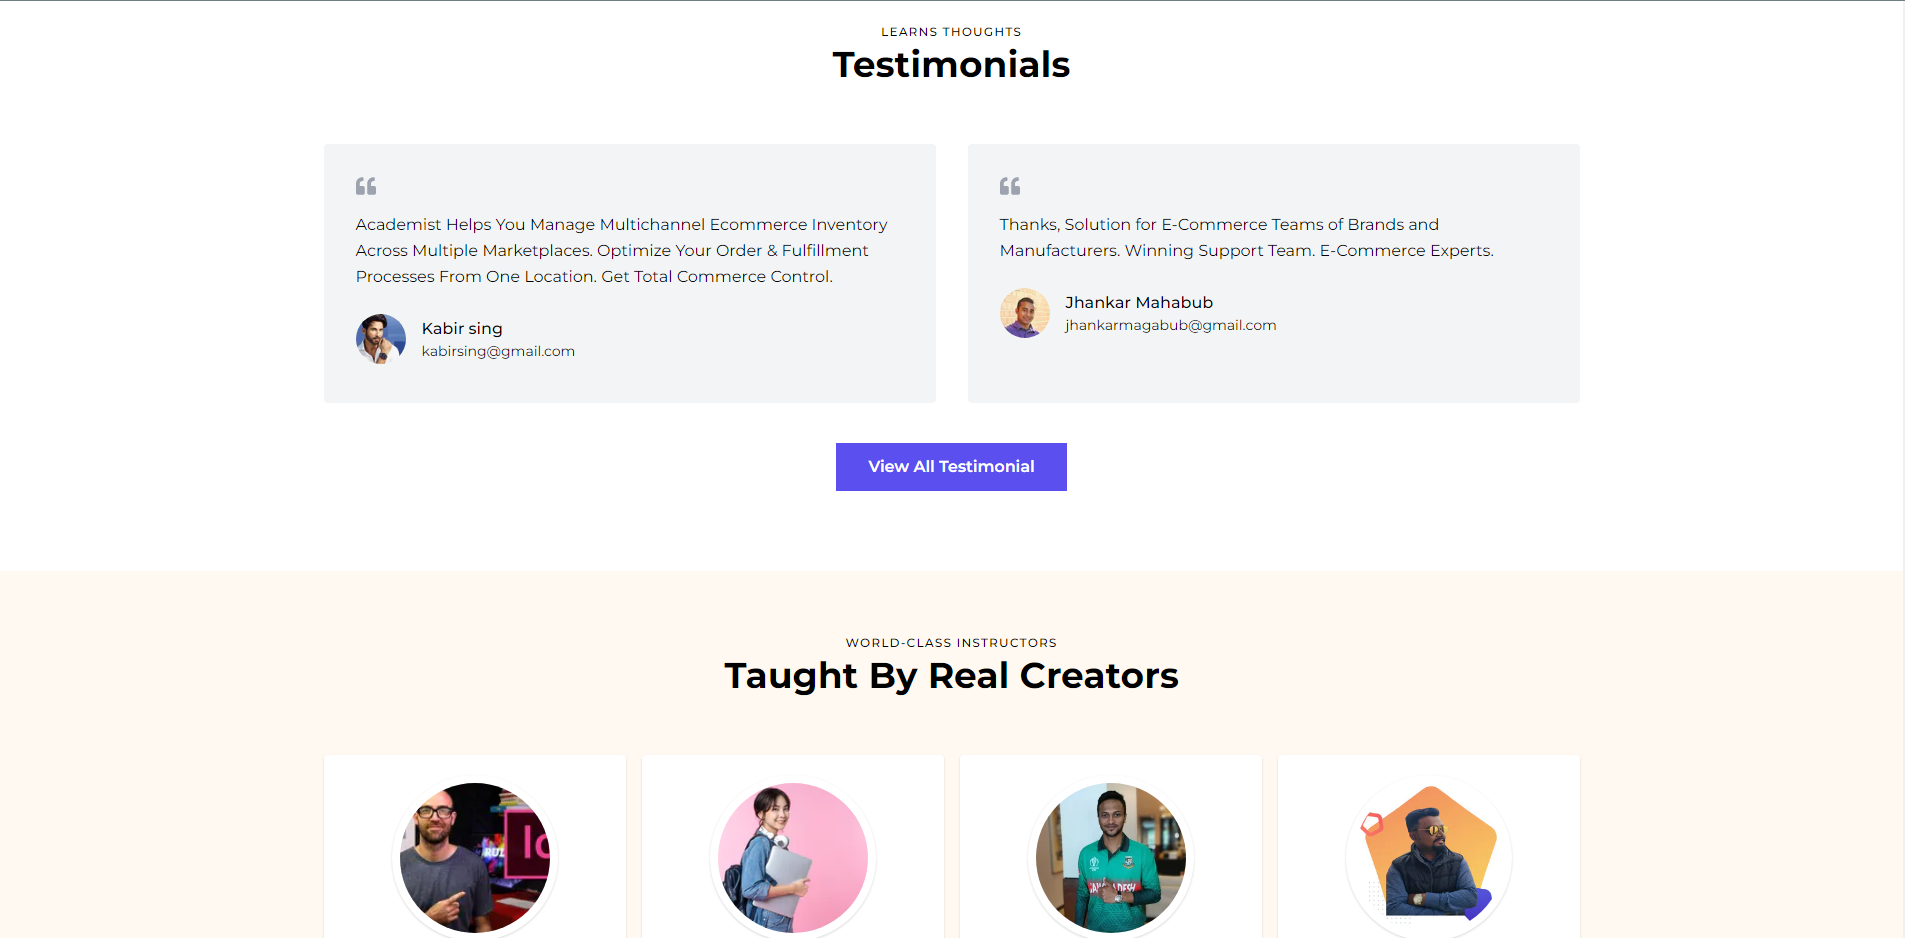 LEARNS THOUGHTS
Testimonials
Academist Helps You Manage Multichannel Ecommerce Inventory
Across Multiple Marketplaces. Optimize Your Order & Fulfillment
Processes From One Location. Get Total Commerce Control.
Kabir sing
kabirsing@gmail.com
Thanks, Solution for E-Commerce Teams of Brands and
Manufacturers. Winning Support Team. E-Commerce Experts.
Jhankar Mahabub
jhankarmagabub@gmail.com
View All Testimonial
WORLD-CLASS INSTRUCTORS
Taught By Real Creators